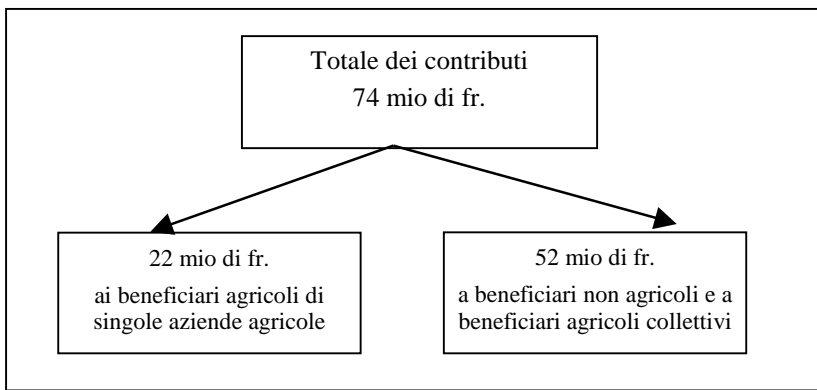 Totale dei contributi
74 mio di fr.
22 mio di fr.
ai beneficiari agricoli di
singole aziende agricole
52 mio di fr.
a beneficiari non agricoli e a
beneficiari agricoli collettivi